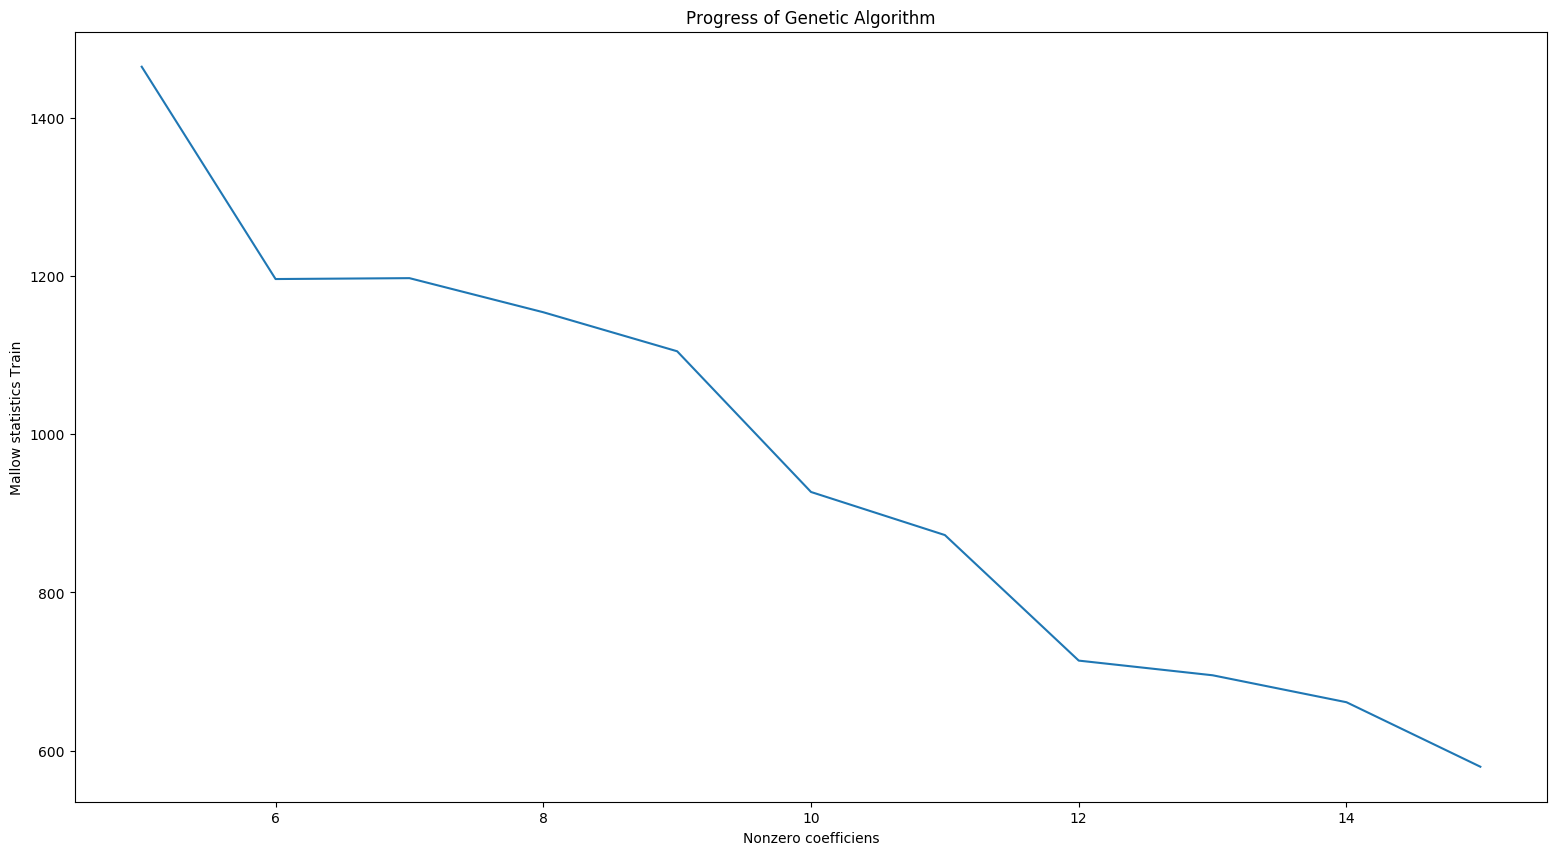 Progress of Genetic Algorithm
1400
1200
1000
800
600
Mallow statistics Train
6 8 10 12 14
Nonzero coefficiens